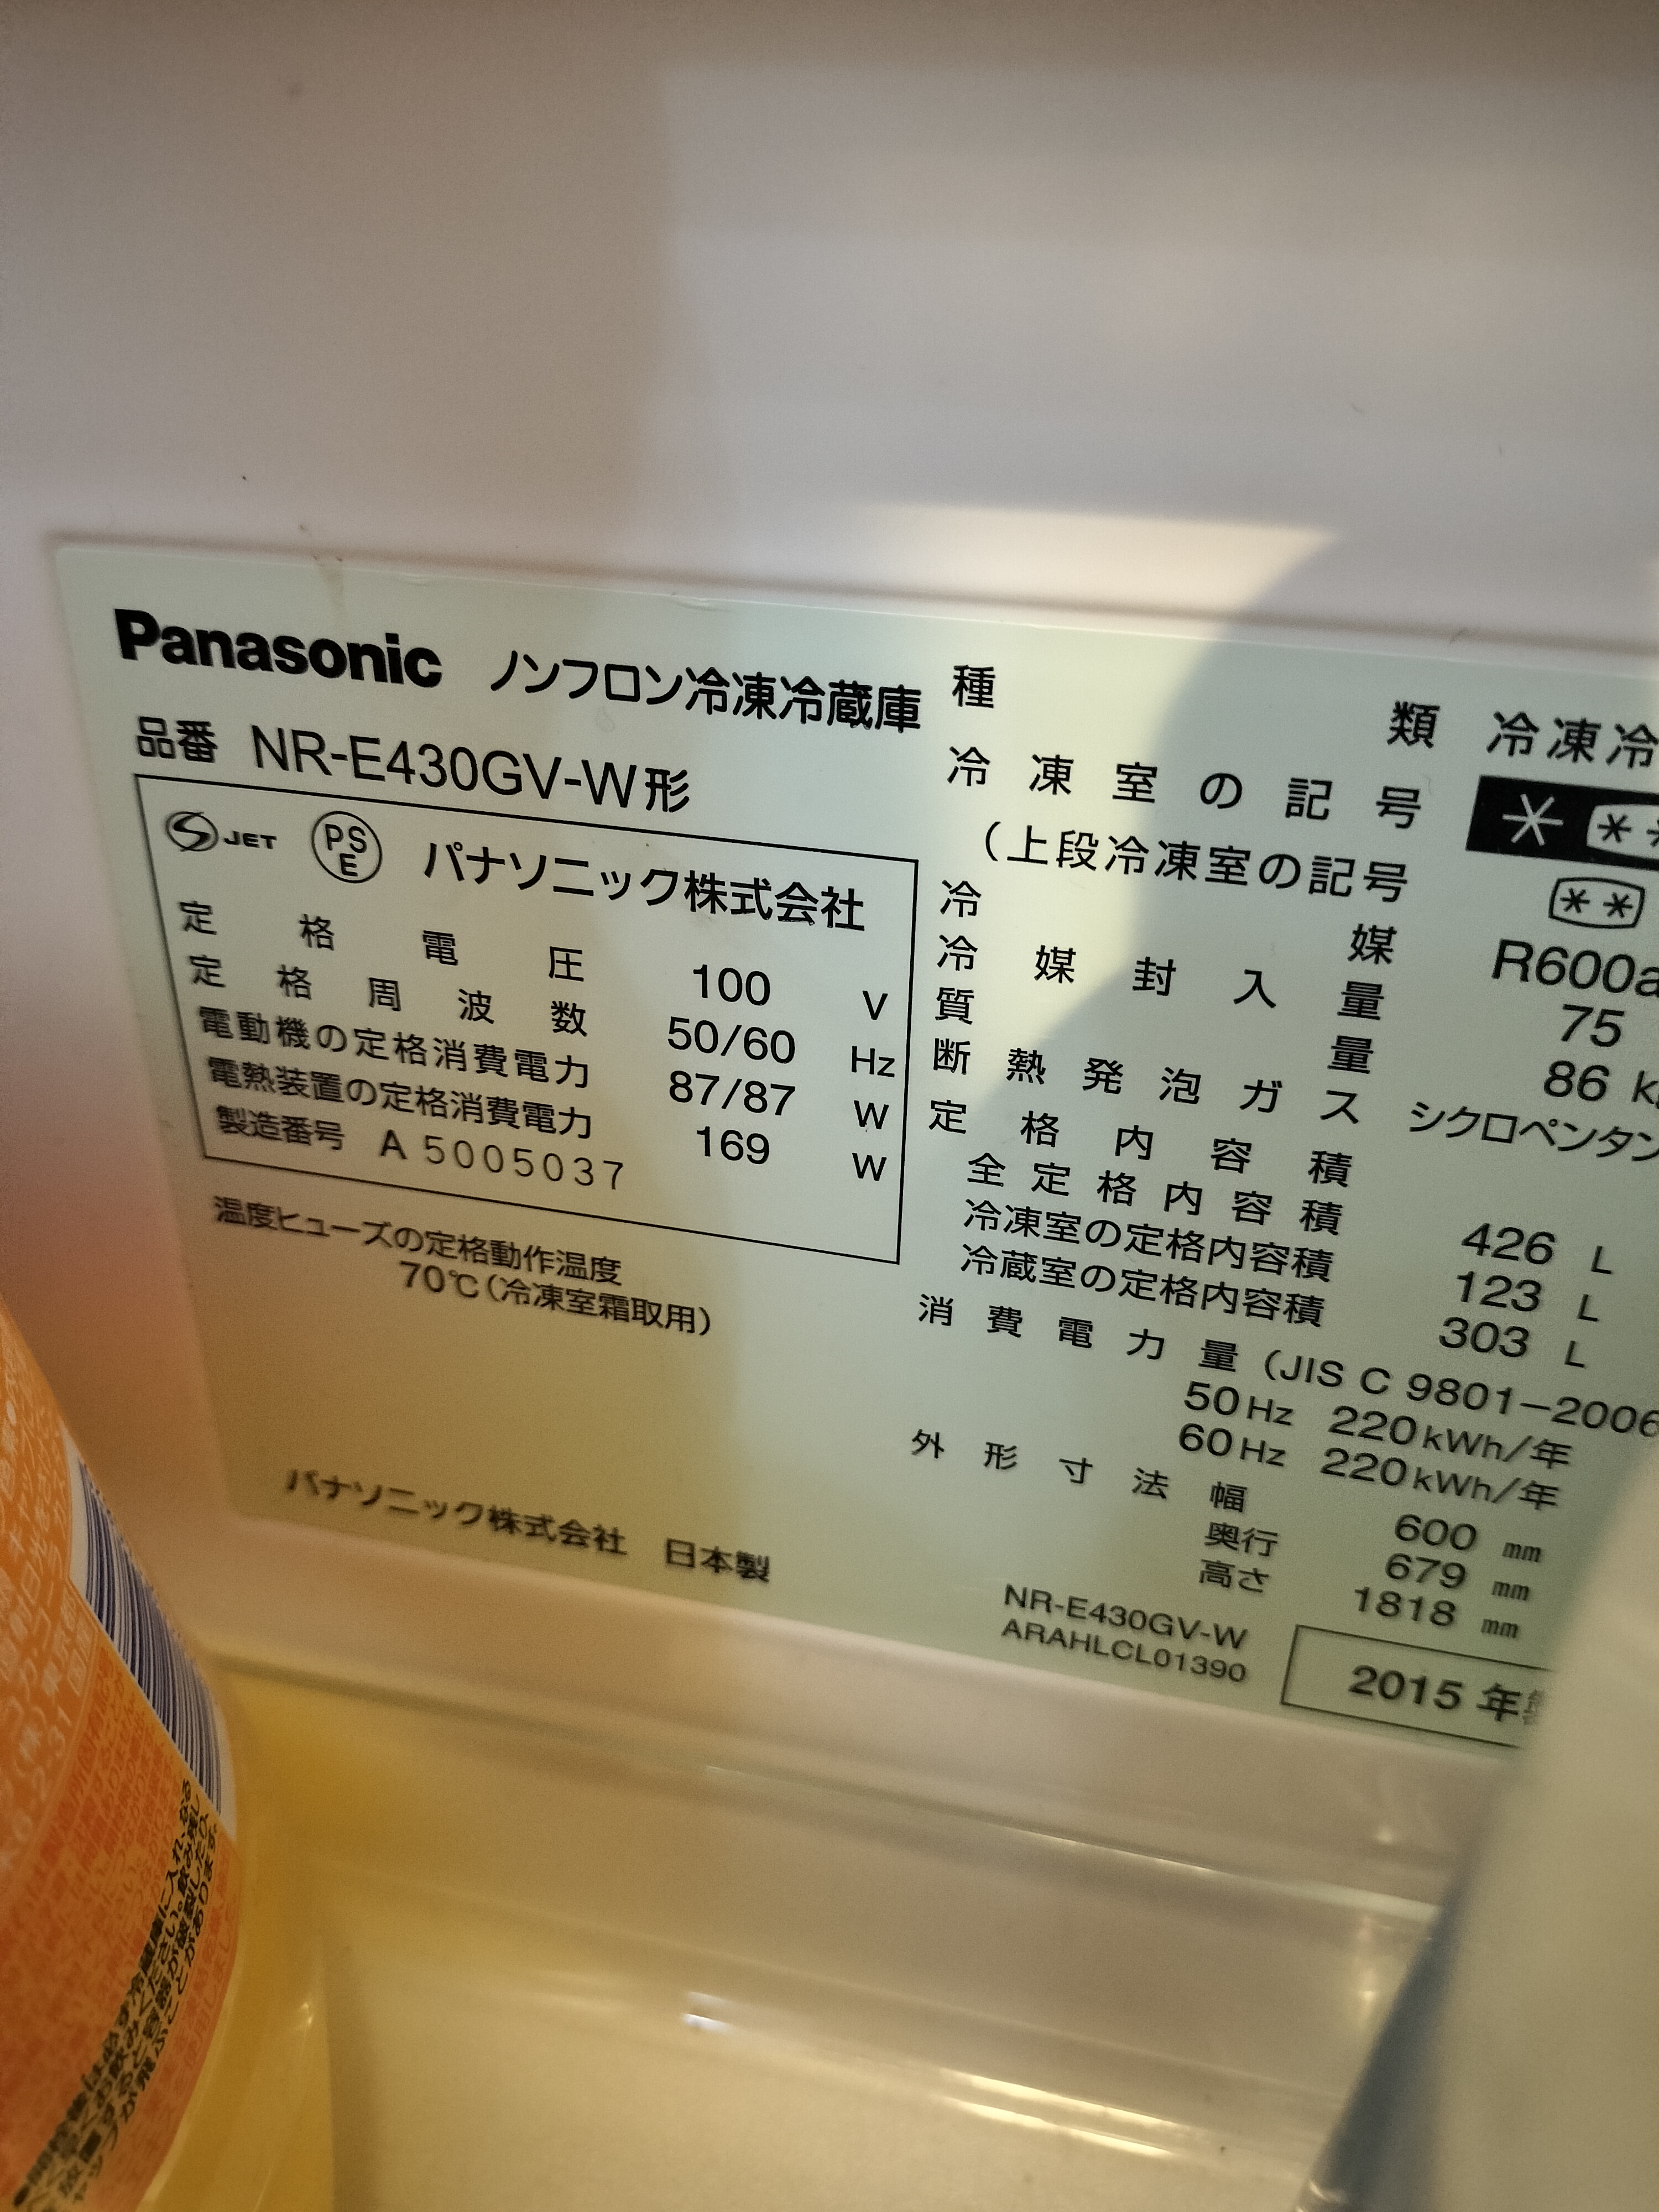 Panasonic ノンフロン冷凍冷蔵庫
品番 NR-E430GV-W形
JET PSE パナソニック株式会社
定格電圧 100 V
定格周波数 50/60 Hz
電動機の定格消費電力 87/87 W
電熱装置の定格消費電力 169 W
製造番号 A 5005037
温度ヒューズの定格動作温度
70℃(冷凍室霜取用)
パナソニック株式会社 日本製
種類 冷凍冷
冷凍室の記号
(上段冷凍室の記号
冷媒 R600a
冷媒封入量 75
質量 86
断熱発泡ガス シクロペンタン
定格内容積
全定格内容積 426 L
冷凍室の定格内容積 123 L
冷蔵室の定格内容積 303 L
消費電力量(JIS C 9801-2006
50Hz 220kWh/年
60Hz 220kWh/年
外形寸法 幅 600 mm
奥行 679 mm
高さ 1818 mm
NR-E430GV-W
ARAHLCL01390
2015年